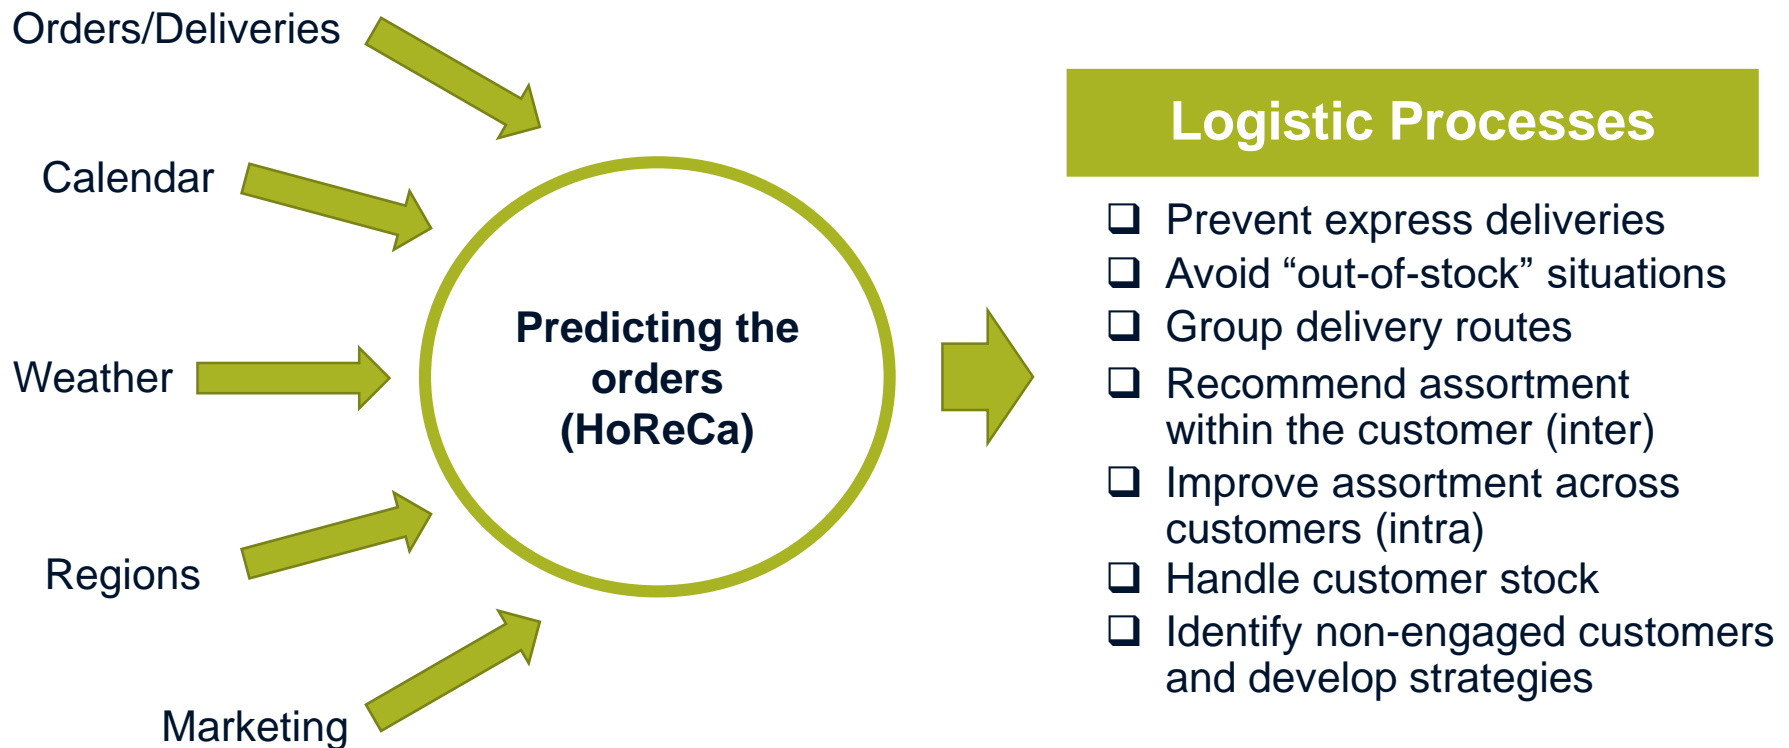 Orders/Deliveries
Calendar
Weather
Regions
Marketing
Predicting the
orders
(HoReCa)
Logistic Processes
Prevent express deliveries
Avoid “out-of-stock” situations
Group delivery routes
Recommend assortment
within the customer (inter)
Improve assortment across
customers (intra)
Handle customer stock
Identify non-engaged customers
and develop strategies